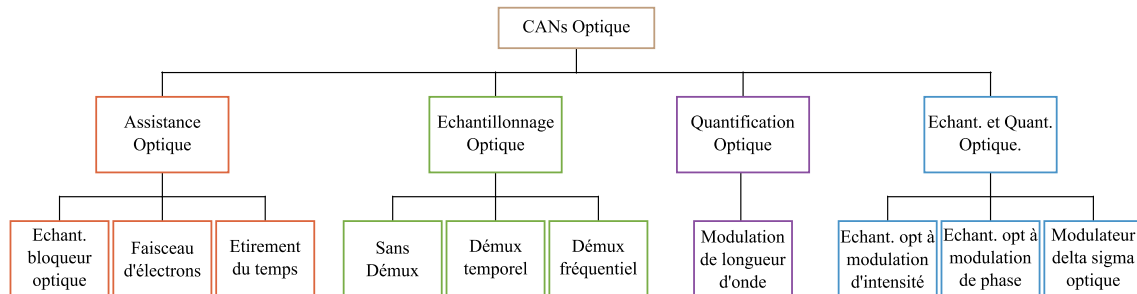 CANs Optique
Assistance
Optique
Echantillonnage
Optique
Quantification
Optique
Echant. et Quant.
Optique.
Echant.
bloqueur
optique
Faisceau
d'électrons
Etirement
du temps
Sans
Démux
Démux
temporel
Démux
fréquentiel
Modulation
de longueur
d'onde
Echant. opt à
modulation
d'intensité
Echant. opt à
modulation
de phase
Modulateur
delta sigma
optique